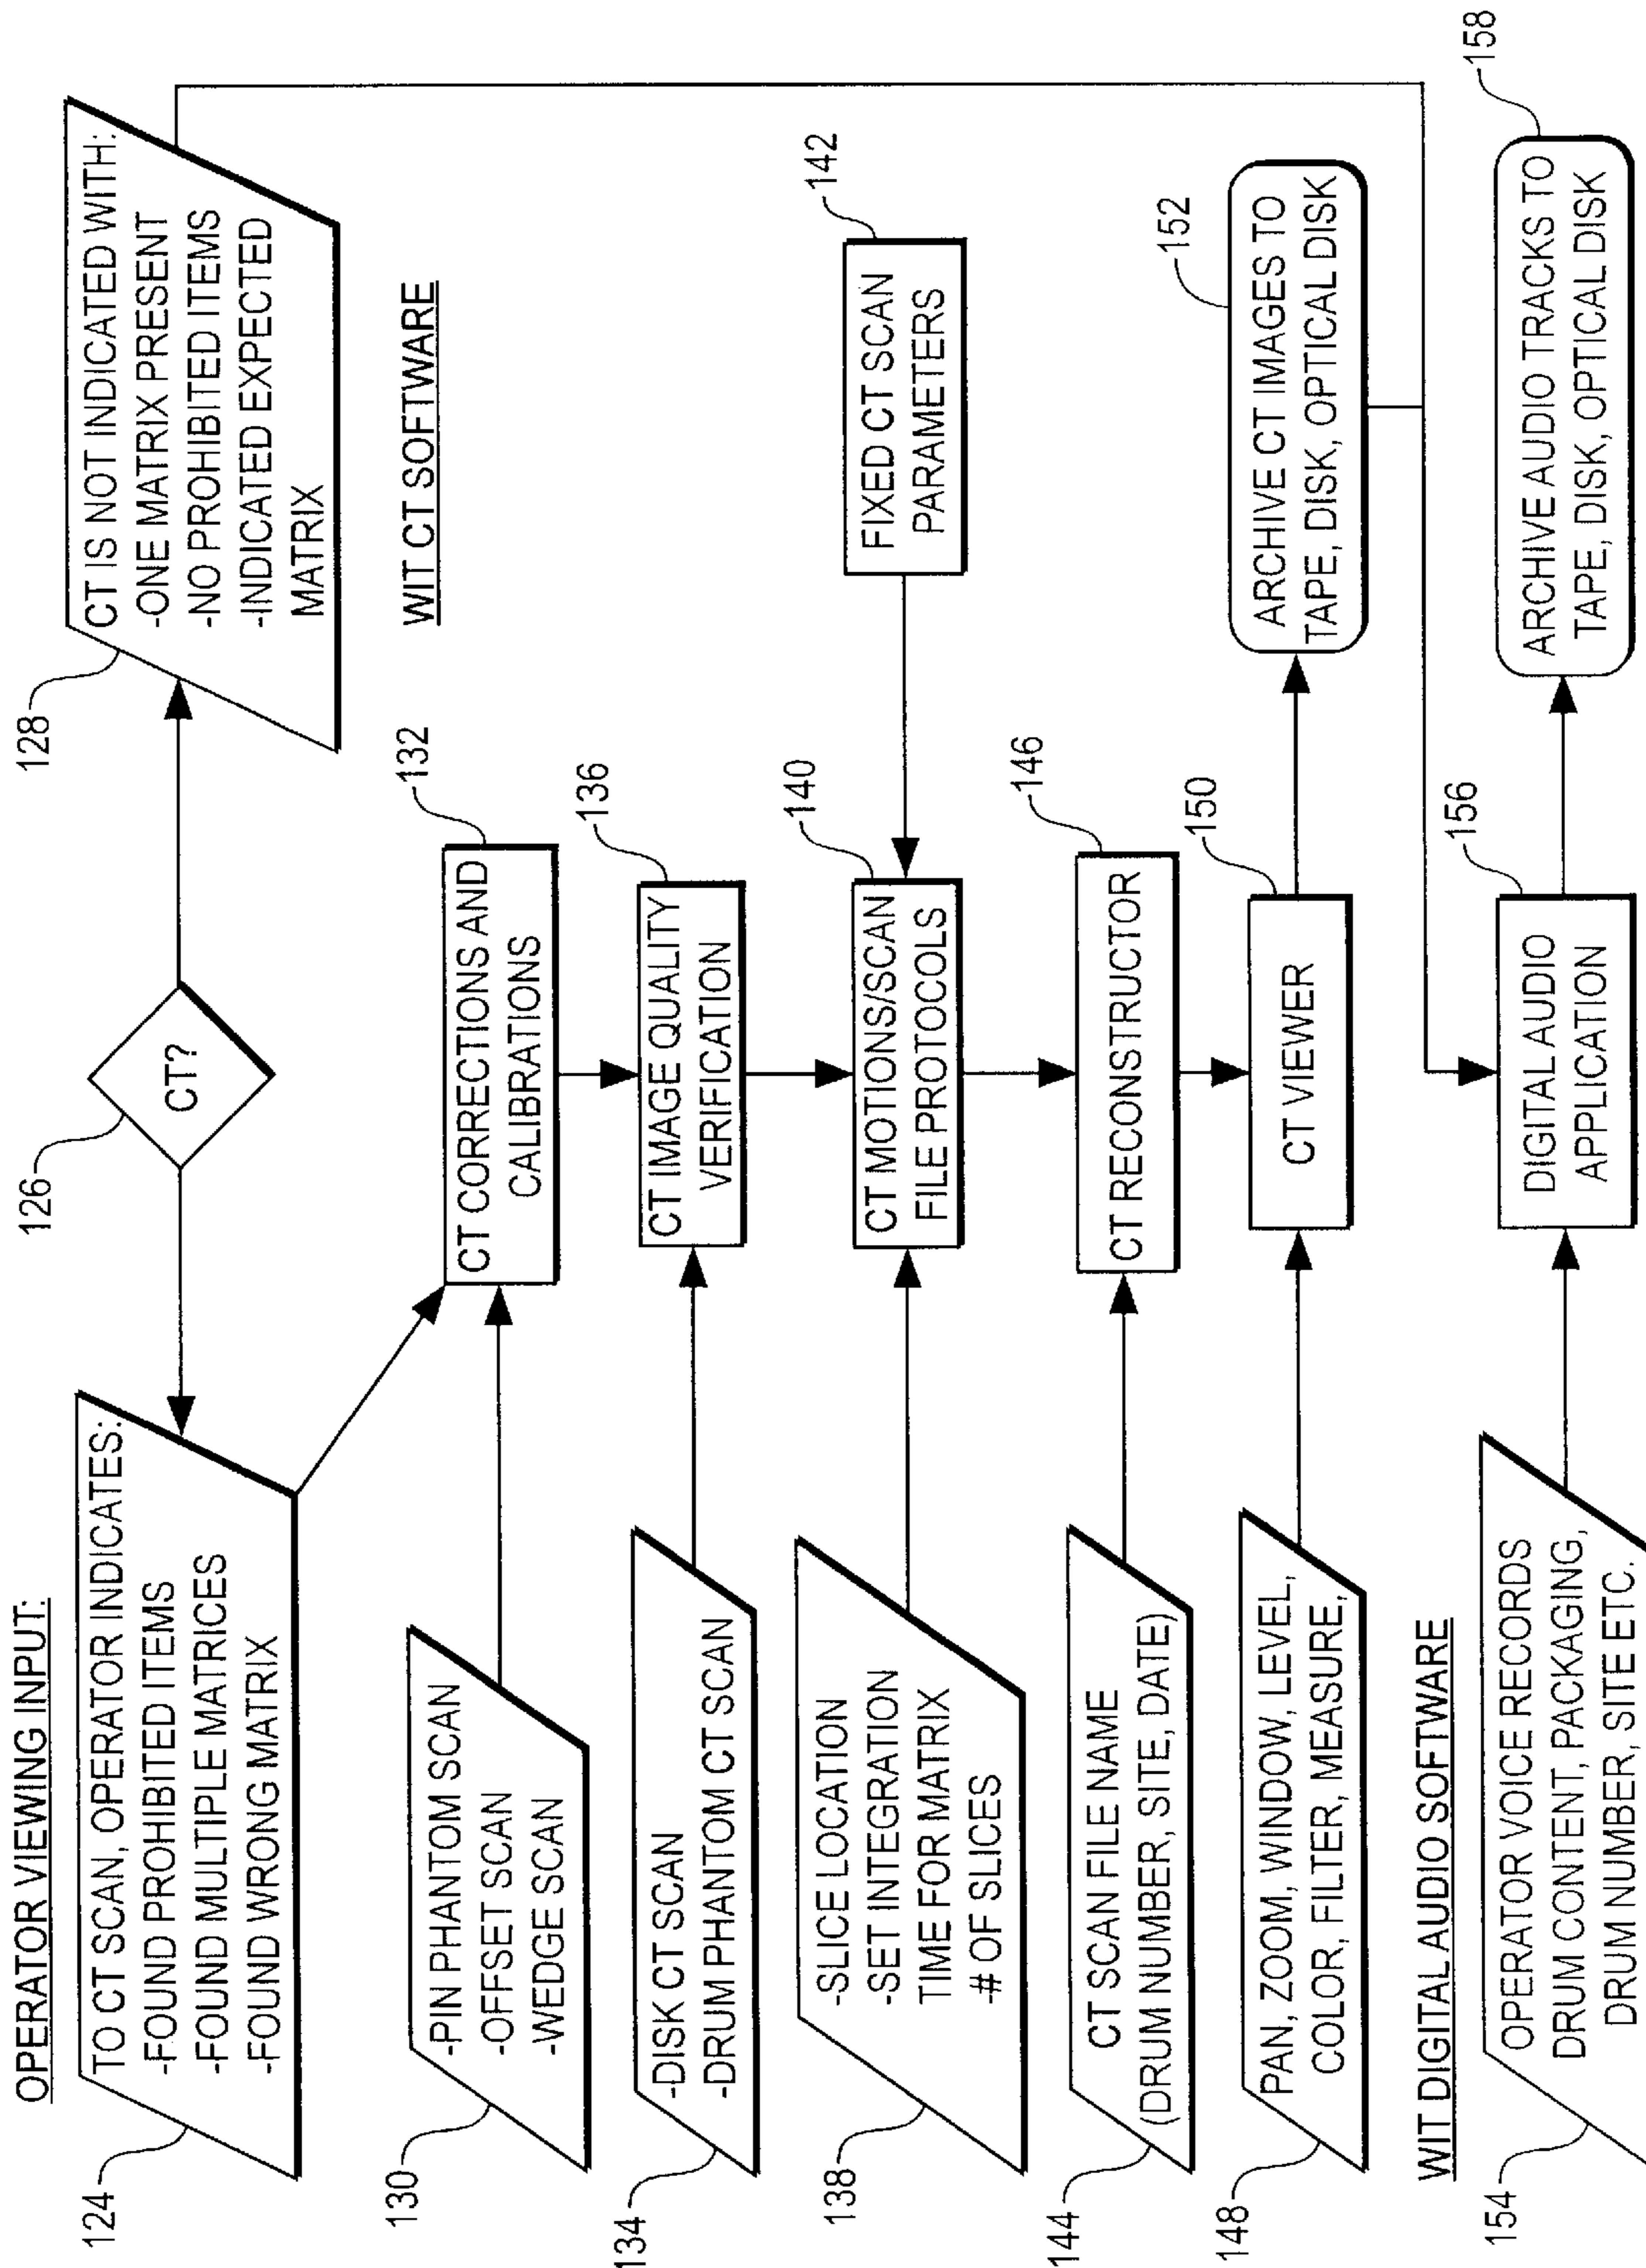 OPERATOR VIEWING INPUT:
124
TO CT SCAN, OPERATOR INDICATES:
-FOUND PROHIBITED ITEMS
-FOUND MULTIPLE MATRICES
-FOUND WRONG MATRIX
126
CT?
128
CT IS NOT INDICATED WITH:
-ONE MATRIX PRESENT
-NO PROHIBITED ITEMS
-INDICATED EXPECTED
MATRIX
WIT CT SOFTWARE
130
-PIN PHANTOM SCAN
-OFFSET SCAN
-WEDGE SCAN
132
CT CORRECTIONS AND
CALIBRATIONS
134
-DISK CT SCAN
-DRUM PHANTOM CT SCAN
136
CT IMAGE QUALITY
VERIFICATION
138
-SLICE LOCATION
-SET INTEGRATION
TIME FOR MATRIX
-# OF SLICES
140
CT MOTIONS/SCAN
FILE PROTOCOLS
142
FIXED CT SCAN
PARAMETERS
144
CT SCAN FILE NAME
(DRUM NUMBER, SITE, DATE)
146
CT RECONSTRUCTOR
148
PAN, ZOOM, WINDOW, LEVEL,
COLOR, FILTER, MEASURE,
150
CT VIEWER
152
ARCHIVE CT IMAGES TO
TAPE, DISK, OPTICAL DISK
WIT DIGITAL AUDIO SOFTWARE
154
OPERATOR VOICE RECORDS
DRUM CONTENT, PACKAGING,
DRUM NUMBER, SITE ETC.
156
DIGITAL AUDIO
APPLICATION
158
ARCHIVE AUDIO TRACKS TO
TAPE, DISK, OPTICAL DISK